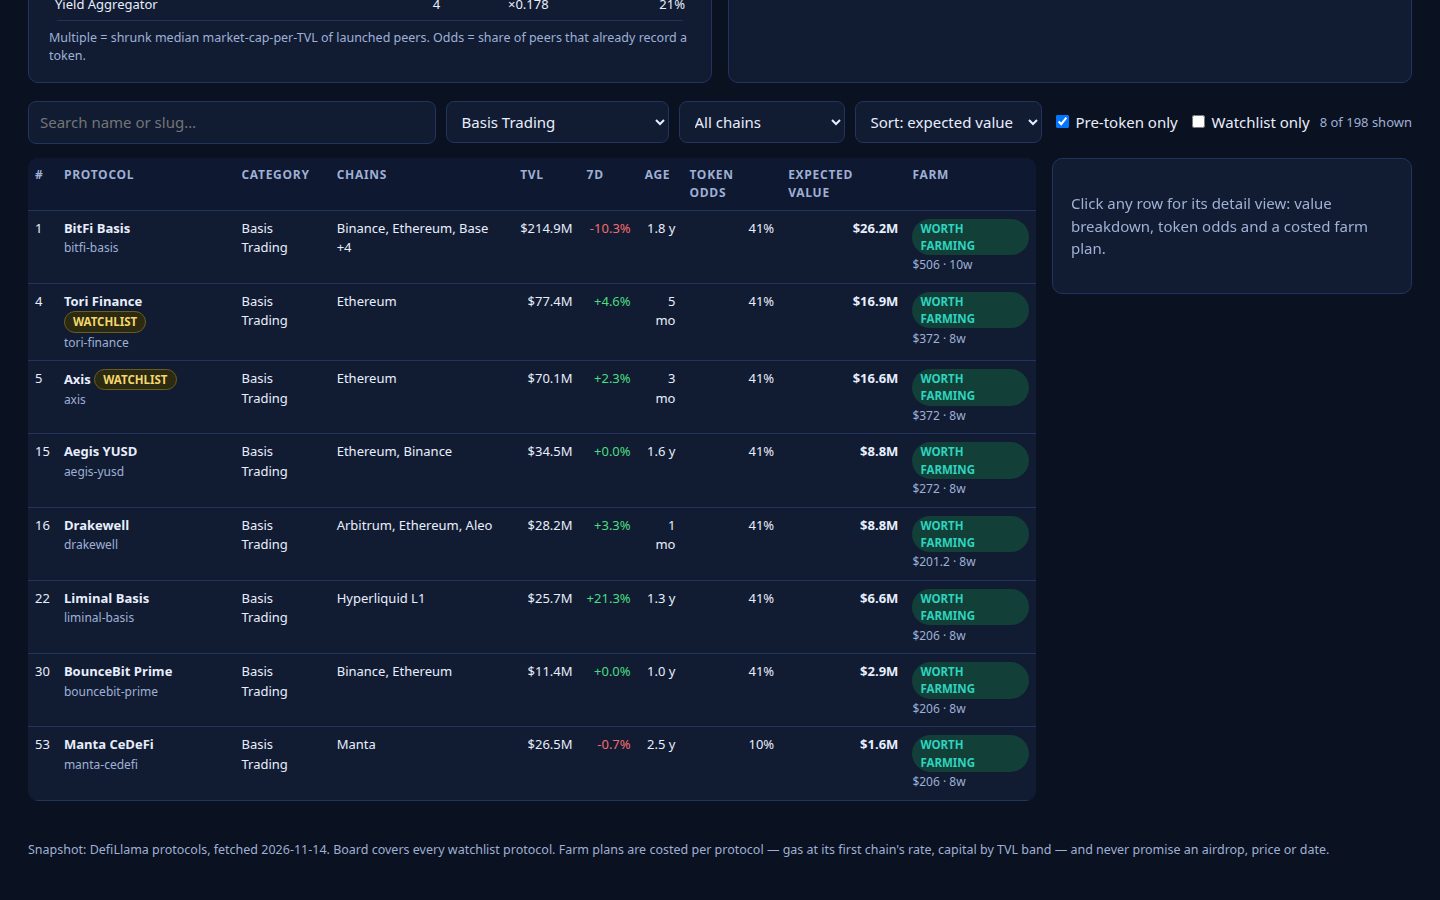 Yield Aggregator 4 ×0.178 21%
Multiple = shrunk median market-cap-per-TVL of launched peers. Odds = share of peers that already record a
token.
Search name or slug... Basis Trading All chains Sort: expected value Pre-token only Watchlist only 8 of 198 shown
# PROTOCOL CATEGORY CHAINS TVL 7D AGE TOKEN EXPECTED FARM
ODDS VALUE
1 BitFi Basis Basis Binance, Ethereum, Base $214.9M -10.3% 1.8 y 41% $26.2M WORTH
bitfi-basis Trading +4 FARMING
$506 · 10w
4 Tori Finance Basis Ethereum $77.4M +4.6% 5 41% $16.9M WORTH
WATCHLIST Trading mo FARMING
tori-finance $372 · 8w
5 Axis WATCHLIST Basis Ethereum $70.1M +2.3% 3 41% $16.6M WORTH
axis Trading mo FARMING
$372 · 8w
15 Aegis YUSD Basis Ethereum, Binance $34.5M +0.0% 1.6 y 41% $8.8M WORTH
aegis-yusd Trading FARMING
$272 · 8w
16 Drakewell Basis Arbitrum, Ethereum, Aleo $28.2M +3.3% 1 41% $8.8M WORTH
drakewell Trading mo FARMING
$201.2 · 8w
22 Liminal Basis Basis Hyperliquid L1 $25.7M +21.3% 1.3 y 41% $6.6M WORTH
liminal-basis Trading FARMING
$206 · 8w
30 BounceBit Prime Basis Binance, Ethereum $11.4M +0.0% 1.0 y 41% $2.9M WORTH
bouncebit-prime Trading FARMING
$206 · 8w
53 Manta CeDeFi Basis Manta $26.5M -0.7% 2.5 y 10% $1.6M WORTH
manta-cedefi Trading FARMING
$206 · 8w
Click any row for its detail view: value
breakdown, token odds and a costed farm
plan.
Snapshot: DefiLlama protocols, fetched 2026-11-14. Board covers every watchlist protocol. Farm plans are costed per protocol — gas at its first chain's rate, capital by TVL band — and never promise an airdrop, price or date.